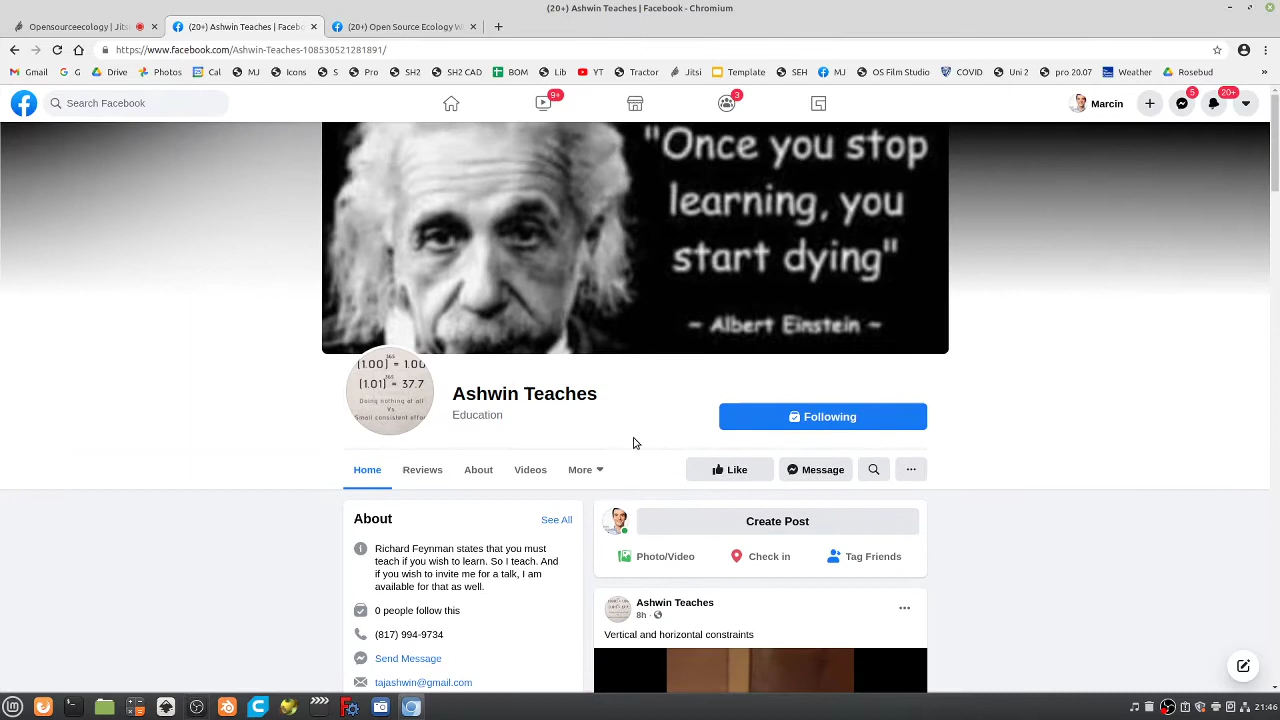 (20+) Ashwin Teaches | Facebook - Chromium
Opensourceecology | Jits
(20+) Ashwin Teaches | Faceb
(20+) Open Source Ecology W
https://www.facebook.com/Ashwin-Teaches-108530521281891/
Gmail G Drive Photos Cal MJ Icons S Pro SH2 SH2 CAD BOM Lib YT Tractor Jitsi Template SEH MJ OS Film Studio COVID Uni 2 pro 20.07 Weather Rosebud
Search Facebook
9+
3
Marcin
5
20+
"Once you stop
learning, you
start dying"
~ Albert Einstein ~
(1.00)³⁶⁵ = 1.00
(1.01)³⁶⁵ = 37.7
Doing nothing at all
Vs.
Small consistent effor
Ashwin Teaches
Education
Following
Home Reviews About Videos More
Like Message
About
See All
Richard Feynman states that you must
teach if you wish to learn. So I teach. And
if you wish to invite me for a talk, I am
available for that as well.
0 people follow this
(817) 994-9734
Send Message
tajashwin@gmail.com
Create Post
Photo/Video Check in Tag Friends
Ashwin Teaches
8h ·
Vertical and horizontal constraints
21:46